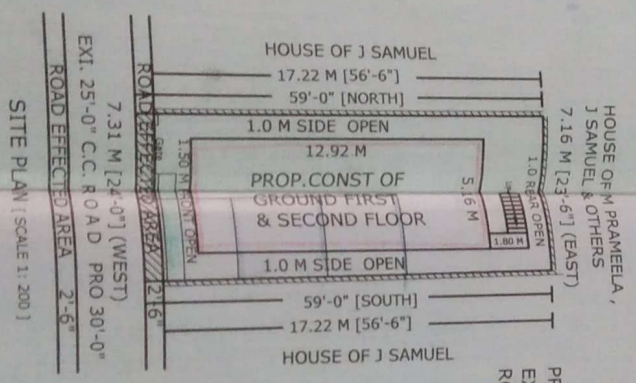 HOUSE OF J SAMUEL
17.22 M [56'-6"]
59'-0" [NORTH]
1.0 M SIDE OPEN
12.92 M
PROP.CONST OF
GROUND FIRST
& SECOND FLOOR
5.16 M
1.0 REAR OPEN
1.80 M
1.50 M FRONT OPEN
1.0 M SIDE OPEN
59'-0" [SOUTH]
17.22 M [56'-6"]
HOUSE OF J SAMUEL
HOUSE OF M PRAMEELA ,
J SAMUEL & OTHERS
7.16 M [23'-6"] (EAST)
ROAD EFFECTED AREA 2'-6"
7.31 M [24'-0"] (WEST)
EXI. 25'-0" C.C. ROAD PRO 30'-0"
ROAD EFFECTED AREA 2'-6"
SITE PLAN ( SCALE 1: 200 )